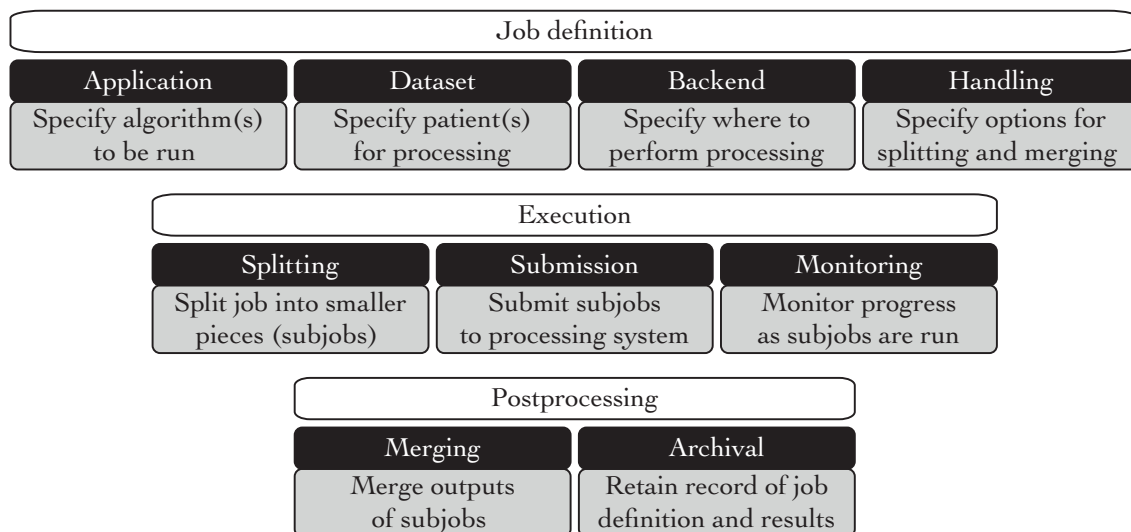 Job definition
Application
Specify algorithm(s)
to be run
Dataset
Specify patient(s)
for processing
Backend
Specify where to
perform processing
Handling
Specify options for
splitting and merging
Execution
Splitting
Split job into smaller
pieces (subjobs)
Submission
Submit subjobs
to processing system
Monitoring
Monitor progress
as subjobs are run
Postprocessing
Merging
Merge outputs
of subjobs
Archival
Retain record of job
definition and results